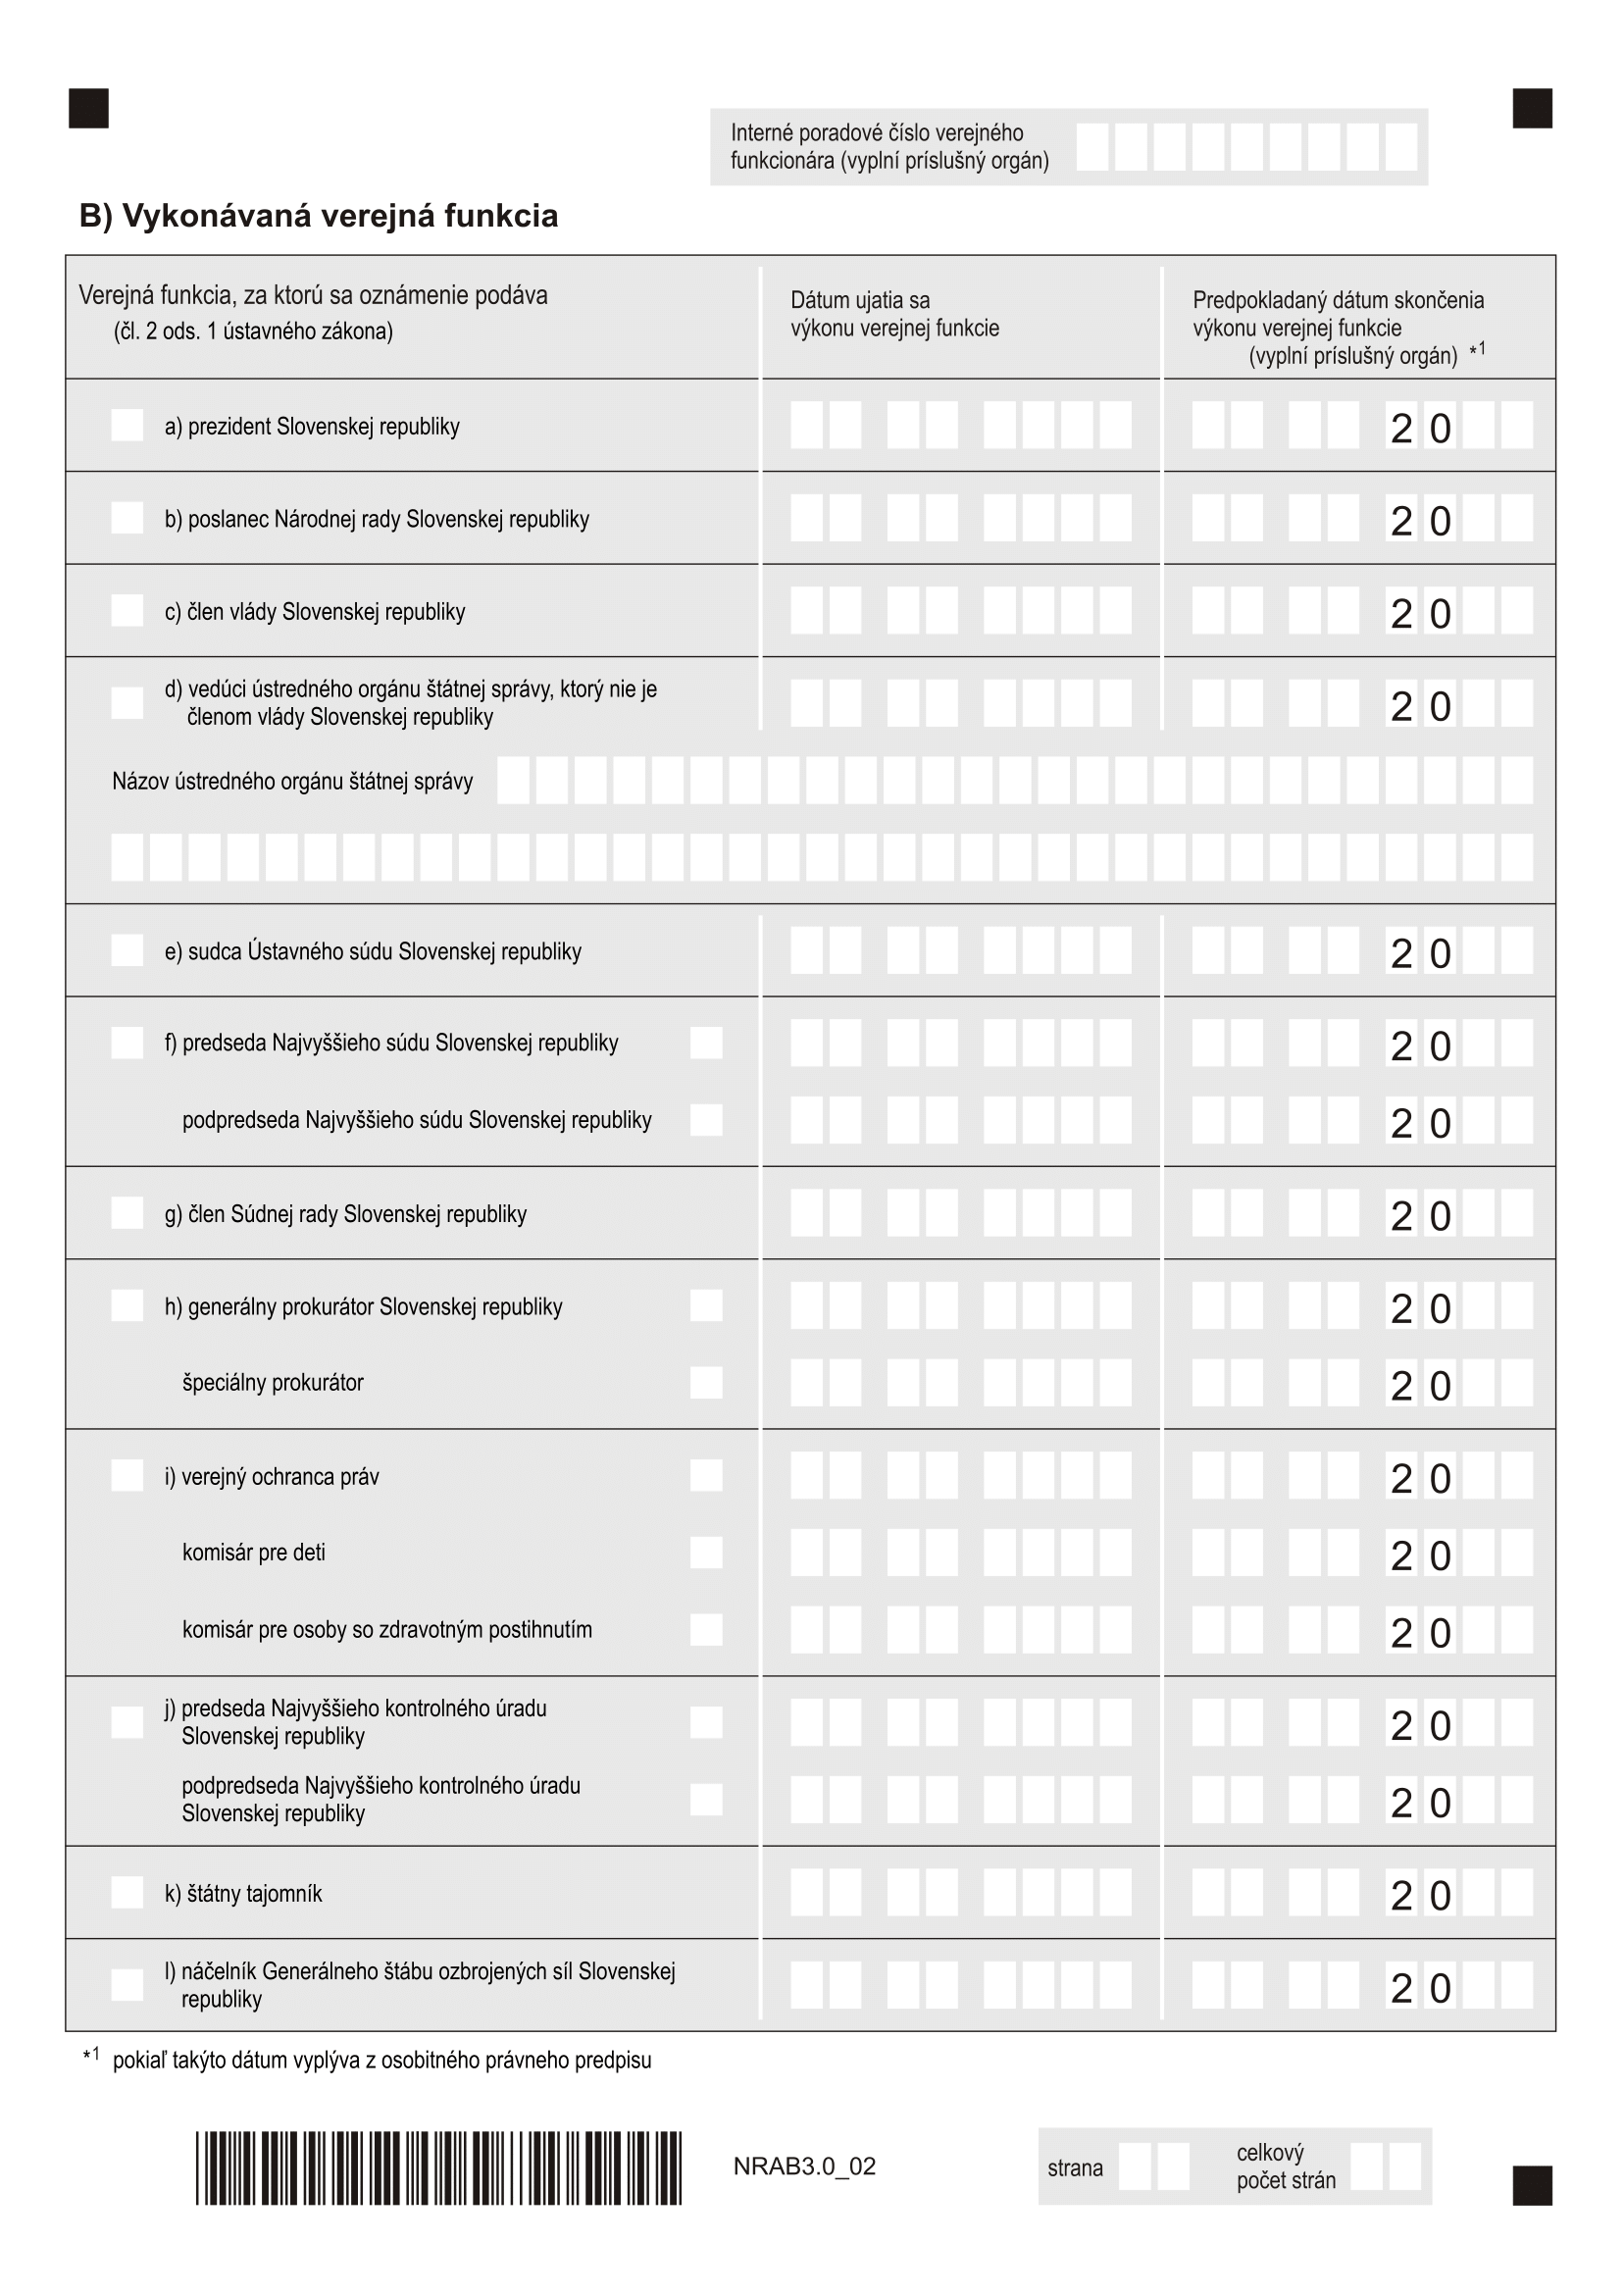 Interné poradové číslo verejného
funkcionára (vyplní príslušný orgán)
B) Vykonávaná verejná funkcia
Verejná funkcia, za ktorú sa oznámenie podáva
(čl. 2 ods. 1 ústavného zákona)
Dátum ujatia sa
výkonu verejnej funkcie
Predpokladaný dátum skončenia
výkonu verejnej funkcie
(vyplní príslušný orgán) *1
a) prezident Slovenskej republiky 20
b) poslanec Národnej rady Slovenskej republiky 20
c) člen vlády Slovenskej republiky 20
d) vedúci ústredného orgánu štátnej správy, ktorý nie je
členom vlády Slovenskej republiky 20
Názov ústredného orgánu štátnej správy
e) sudca Ústavného súdu Slovenskej republiky 20
f) predseda Najvyššieho súdu Slovenskej republiky 20
podpredseda Najvyššieho súdu Slovenskej republiky 20
g) člen Súdnej rady Slovenskej republiky 20
h) generálny prokurátor Slovenskej republiky 20
špeciálny prokurátor 20
i) verejný ochranca práv 20
komisár pre deti 20
komisár pre osoby so zdravotným postihnutím 20
j) predseda Najvyššieho kontrolného úradu
Slovenskej republiky 20
podpredseda Najvyššieho kontrolného úradu
Slovenskej republiky 20
k) štátny tajomník 20
l) náčelník Generálneho štábu ozbrojených síl Slovenskej
republiky 20
*1 pokiaľ takýto dátum vyplýva z osobitného právneho predpisu
NRAB3.0_02
strana
celkový
počet strán